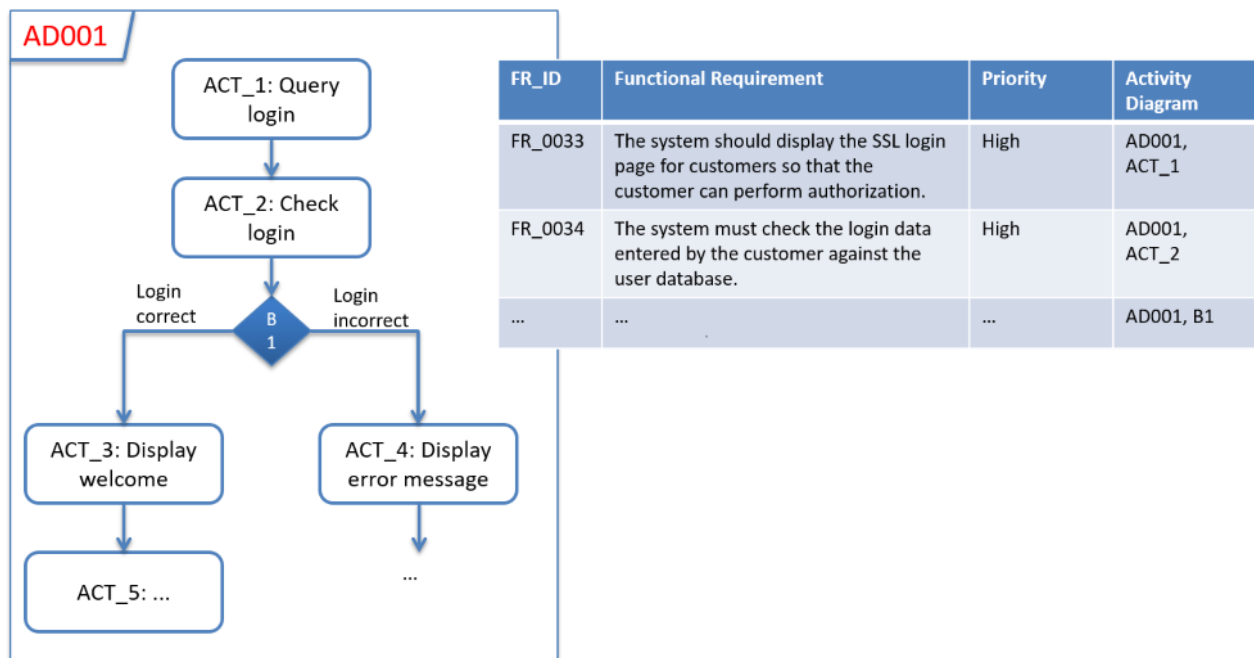 AD001
ACT_1: Query
login
ACT_2: Check
login
Login
correct
B
1
Login
incorrect
ACT_3: Display
welcome
ACT_4: Display
error message
ACT_5: ...
...
FR_ID Functional Requirement Priority Activity
Diagram
FR_0033 The system should display the SSL login High AD001,
page for customers so that the ACT_1
customer can perform authorization.
FR_0034 The system must check the login data High AD001,
entered by the customer against the ACT_2
user database.
... ... ... AD001, B1